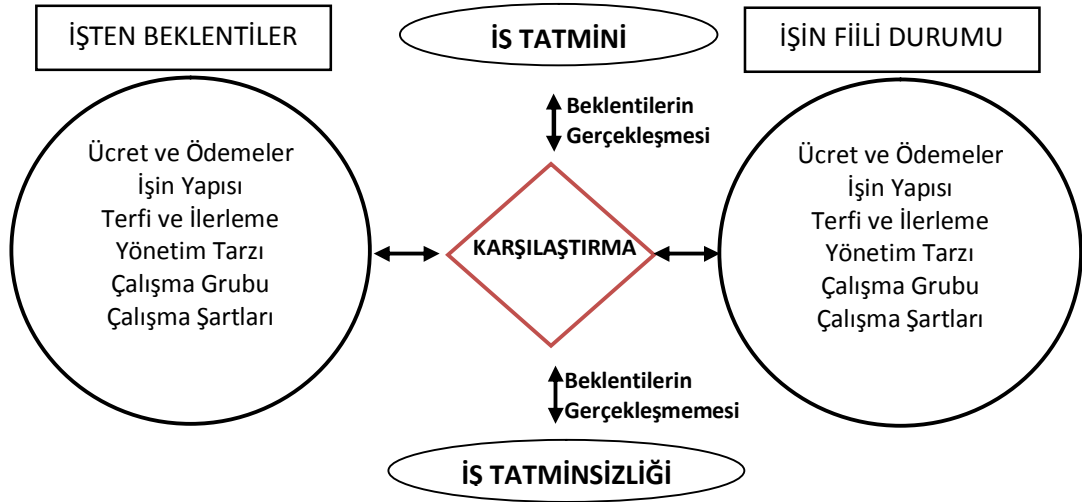 İŞTEN BEKLENTİLER
Ücret ve Ödemeler
İşin Yapısı
Terfi ve İlerleme
Yönetim Tarzı
Çalışma Grubu
Çalışma Şartları
İS TATMİNİ
Beklentilerin
Gerçekleşmesi
KARŞILAŞTIRMA
Beklentilerin
Gerçekleşmemesi
İŞ TATMİNSİZLİĞİ
İŞİN FİİLİ DURUMU
Ücret ve Ödemeler
İşin Yapısı
Terfi ve İlerleme
Yönetim Tarzı
Çalışma Grubu
Çalışma Şartları